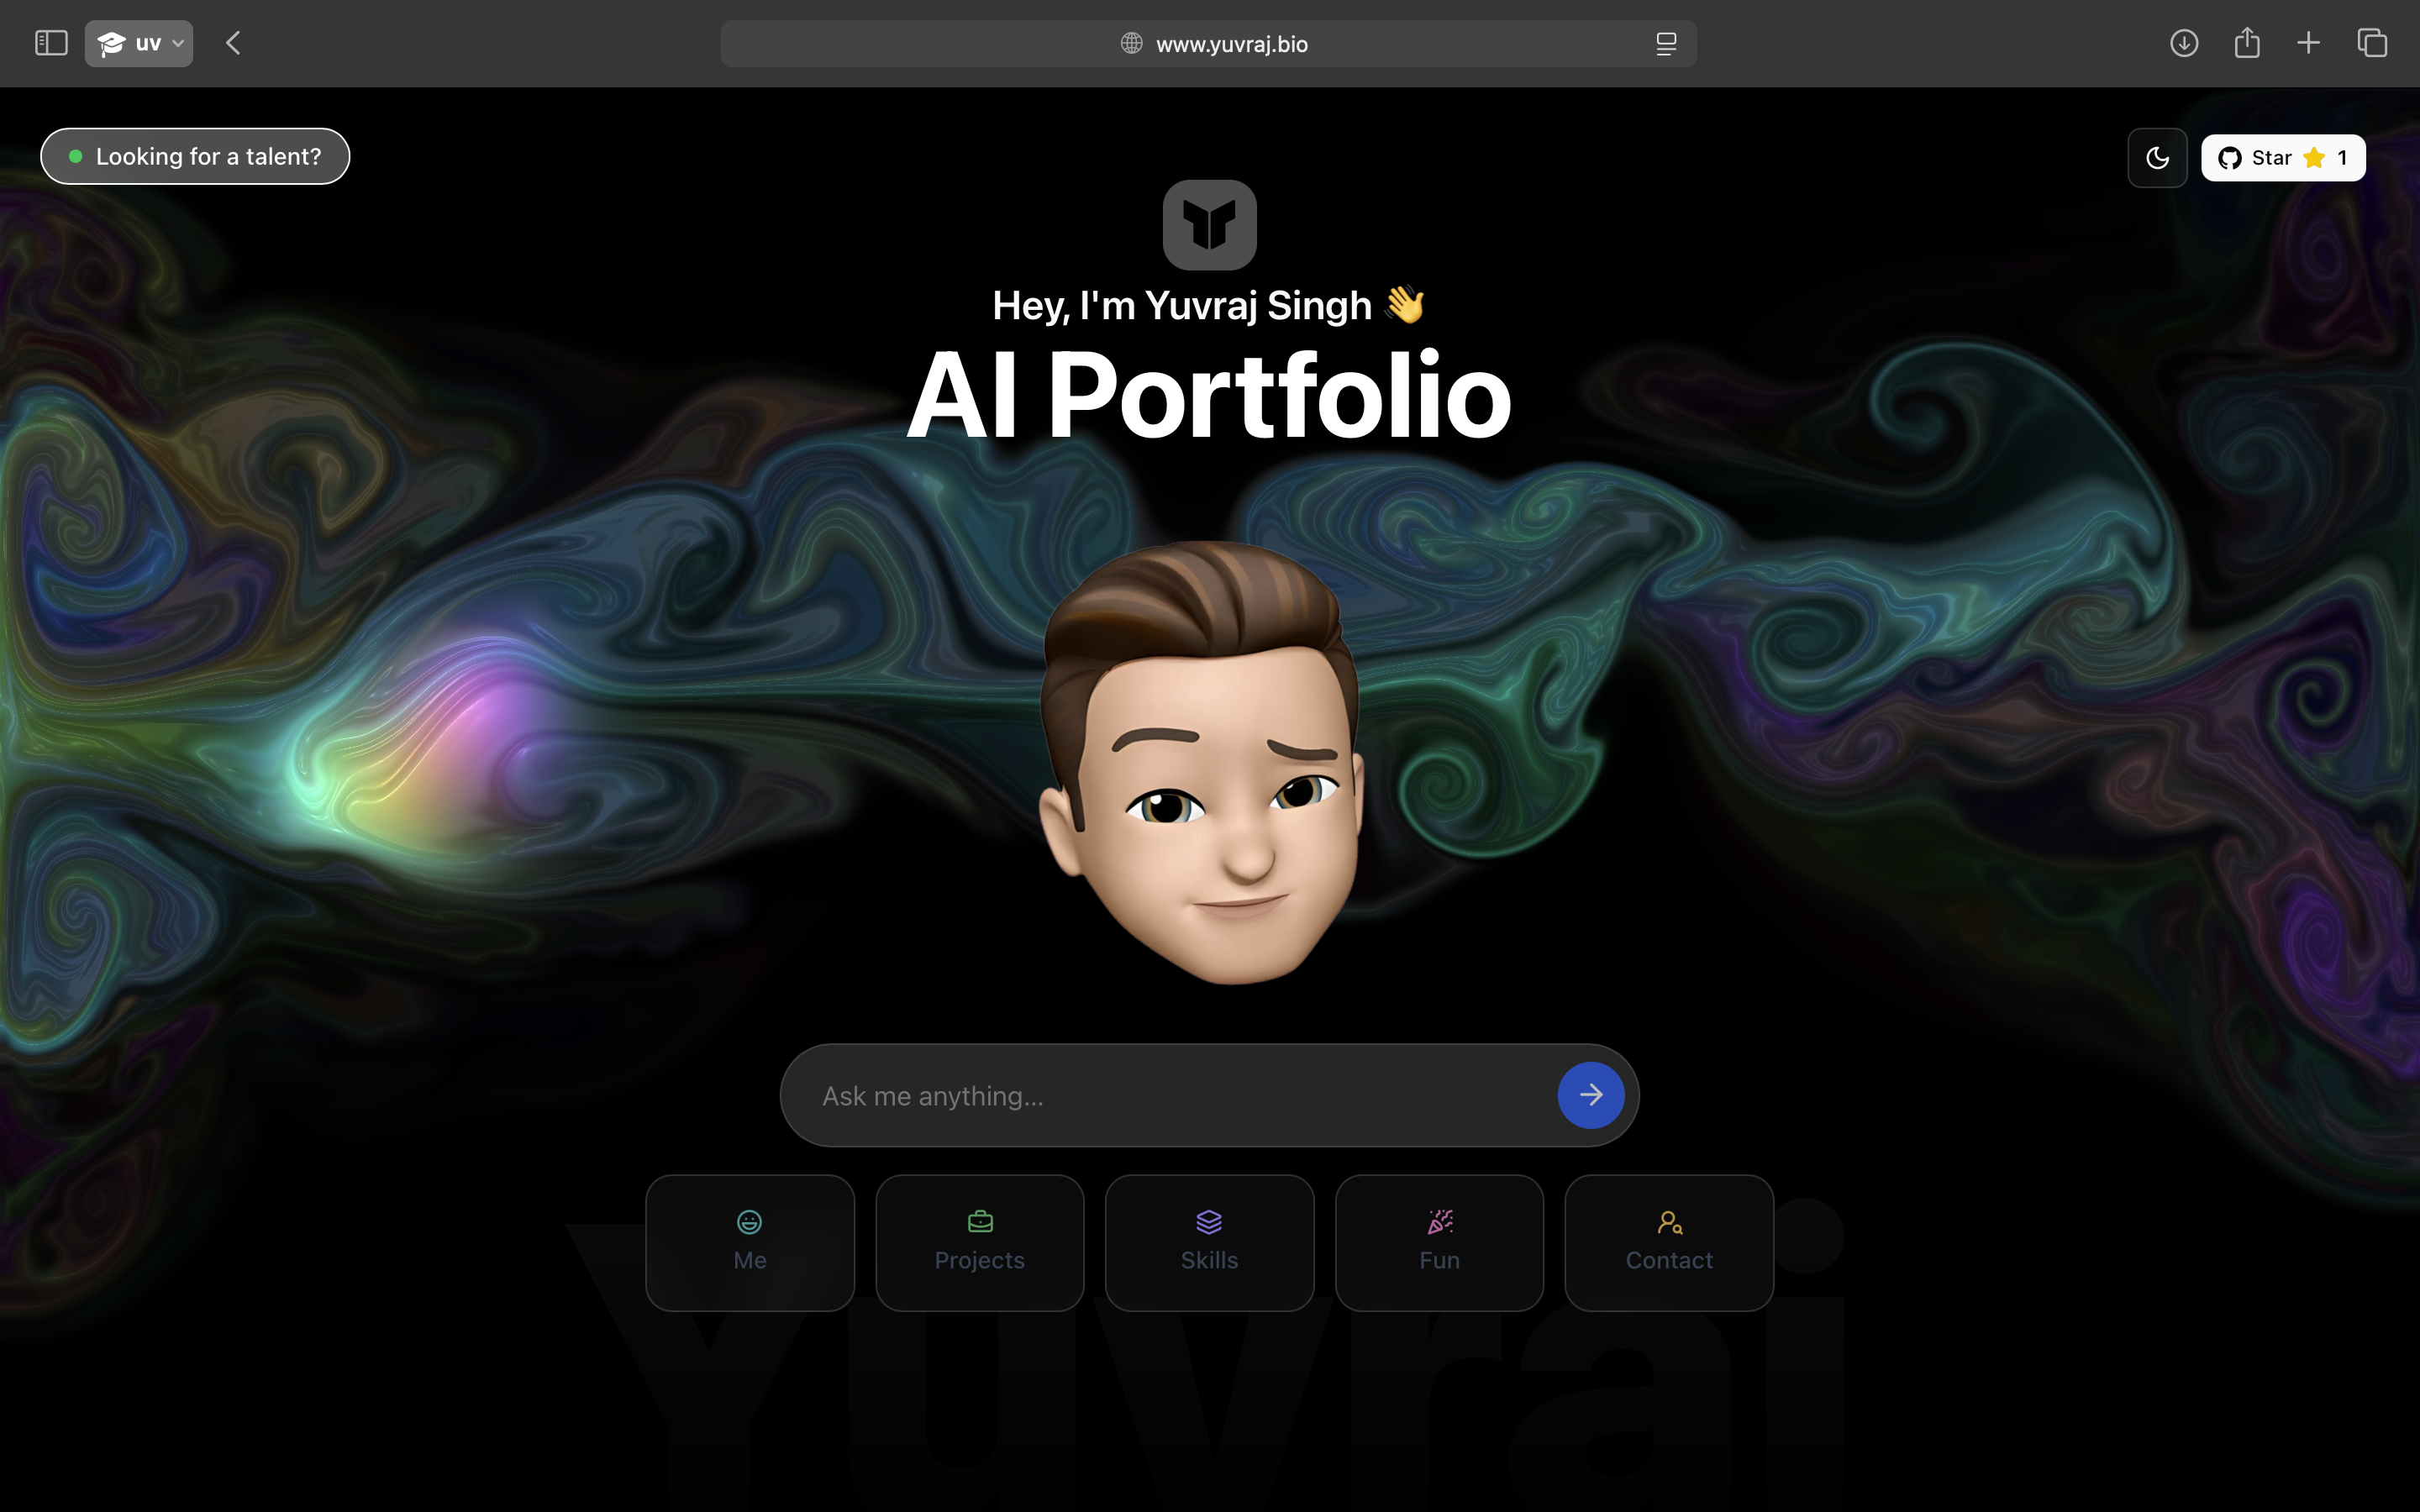 uv
www.yuvraj.bio
Looking for a talent?
Star ⭐ 1
Hey, I'm Yuvraj Singh 👋
AI Portfolio
Ask me anything...
Me
Projects
Skills
Fun
Contact
Yuvraj